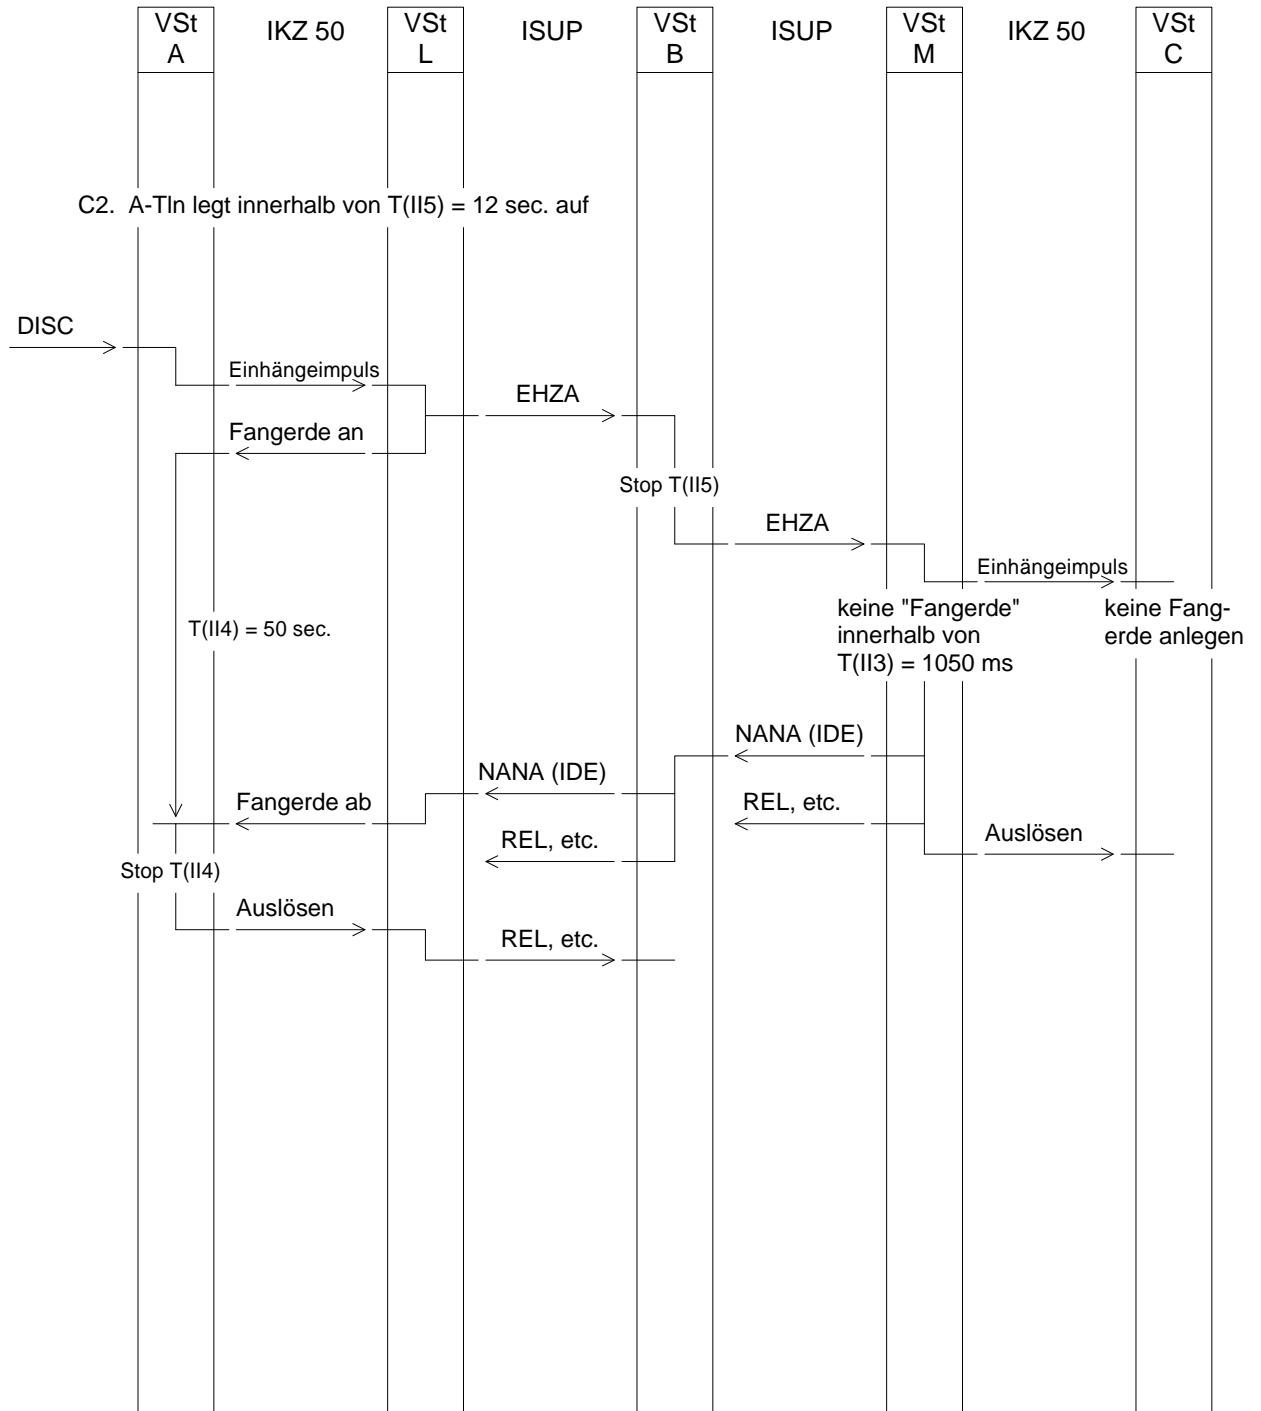 VSt
A
IKZ 50
VSt
L
ISUP
VSt
B
ISUP
VSt
M
IKZ 50
VSt
C
C2. A-Tln legt innerhalb von T(II5) = 12 sec. auf
DISC
Einhängeimpuls
EHZA
Fangerde an
Stop T(II5)
EHZA
Einhängeimpuls
keine "Fangerde"
innerhalb von
T(II3) = 1050 ms
keine Fang-
erde anlegen
T(II4) = 50 sec.
NANA (IDE)
NANA (IDE)
Fangerde ab
REL, etc.
REL, etc.
Auslösen
Stop T(II4)
Auslösen
REL, etc.